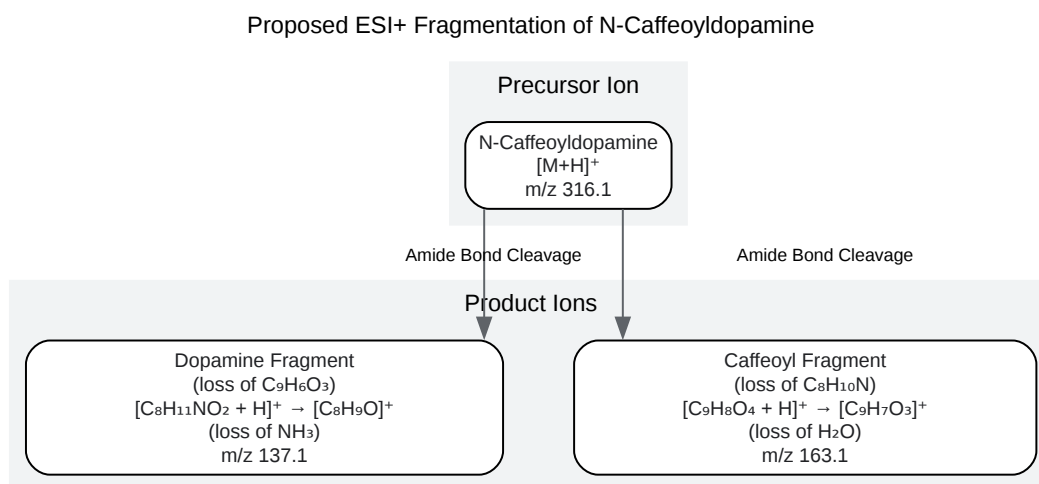 Proposed ESI+ Fragmentation of N-Caffeoyldopamine
Precursor Ion
N-Caffeoyldopamine
[M+H]⁺
m/z 316.1
Amide Bond Cleavage
Amide Bond Cleavage
Product Ions
Dopamine Fragment
(loss of C₉H₆O₃)
[C₈H₁₁NO₂ + H]⁺ → [C₈H₉O]⁺
(loss of NH₃)
m/z 137.1
Caffeoyl Fragment
(loss of C₈H₁₀N)
[C₉H₈O₄ + H]⁺ → [C₉H₇O₃]⁺
(loss of H₂O)
m/z 163.1